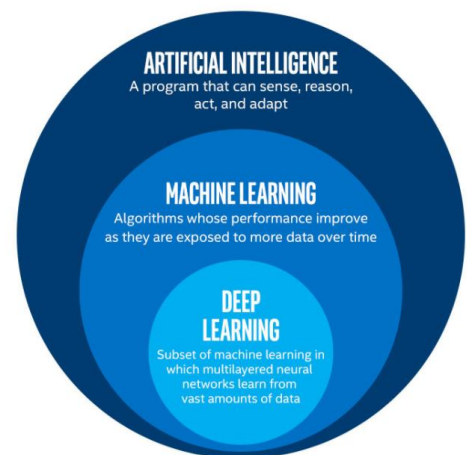 ARTIFICIAL INTELLIGENCE
A program that can sense, reason,
act, and adapt
MACHINE LEARNING
Algorithms whose performance improve
as they are exposed to more data over time
DEEP
LEARNING
Subset of machine learning in
which multilayered neural
networks learn from
vast amounts of data